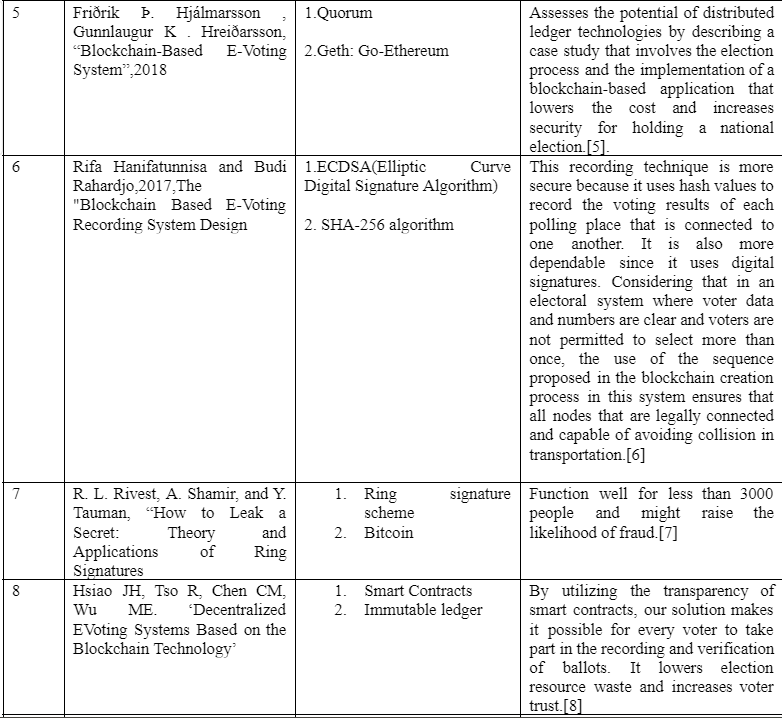 5
Friðrik Þ. Hjálmarsson ,
Gunnlaugur K . Hreiðarsson,
“Blockchain-Based E-Voting
System”,2018
1.Quorum
2.Geth: Go-Ethereum
Assesses the potential of distributed
ledger technologies by describing a
case study that involves the election
process and the implementation of a
blockchain-based application that
lowers the cost and increases
security for holding a national
election.[5].
6
Rifa Hanifatunnisa and Budi
Rahardjo,2017,The
"Blockchain Based E-Voting
Recording System Design
1.ECDSA(Elliptic Curve
Digital Signature Algorithm)
2. SHA-256 algorithm
This recording technique is more
secure because it uses hash values to
record the voting results of each
polling place that is connected to
one another. It is also more
dependable since it uses digital
signatures. Considering that in an
electoral system where voter data
and numbers are clear and voters are
not permitted to select more than
once, the use of the sequence
proposed in the blockchain creation
process in this system ensures that
all nodes that are legally connected
and capable of avoiding collision in
transportation.[6]
7
R. L. Rivest, A. Shamir, and Y.
Tauman, “How to Leak a
Secret: Theory and
Applications of Ring
Signatures
1. Ring signature
scheme
2. Bitcoin
Function well for less than 3000
people and might raise the
likelihood of fraud.[7]
8
Hsiao JH, Tso R, Chen CM,
Wu ME. ‘Decentralized
EVoting Systems Based on the
Blockchain Technology’
1. Smart Contracts
2. Immutable ledger
By utilizing the transparency of
smart contracts, our solution makes
it possible for every voter to take
part in the recording and verification
of ballots. It lowers election
resource waste and increases voter
trust.[8]